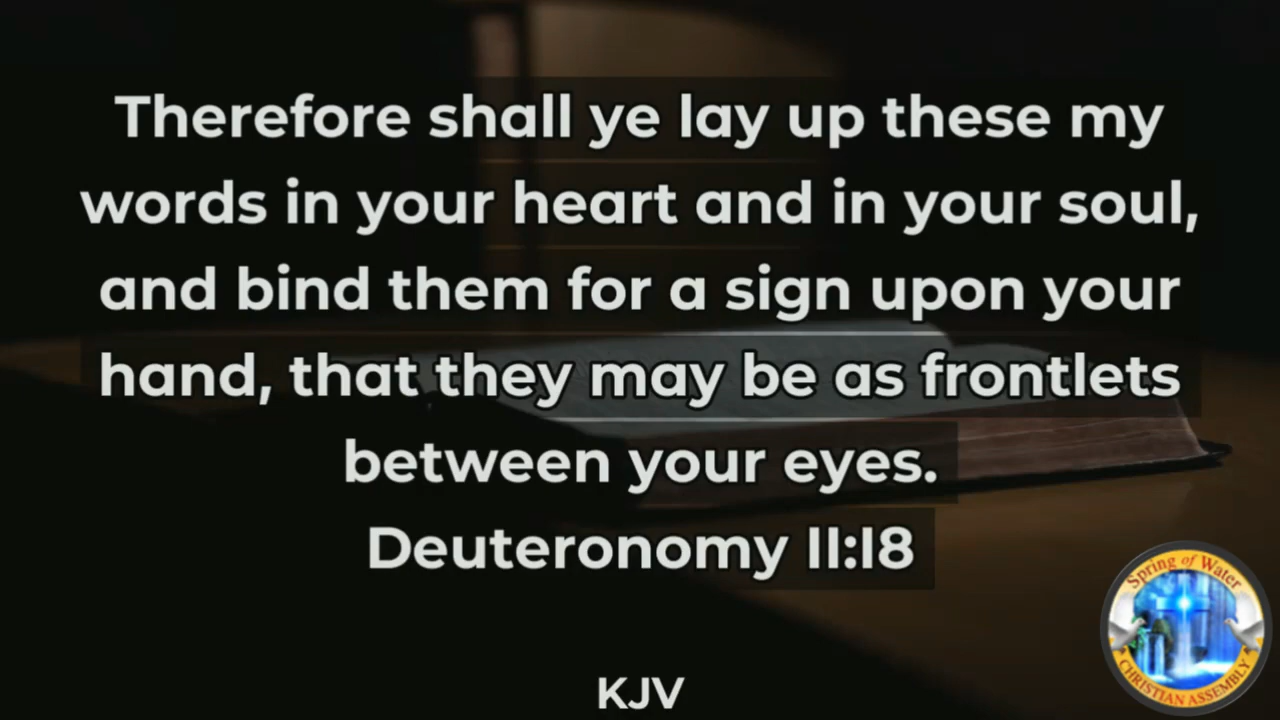 Therefore shall ye lay up these my
words in your heart and in your soul,
and bind them for a sign upon your
hand, that they may be as frontlets
between your eyes.
Deuteronomy 11:18
KJV
Spring of Water
CHRISTIAN ASSEMBLY